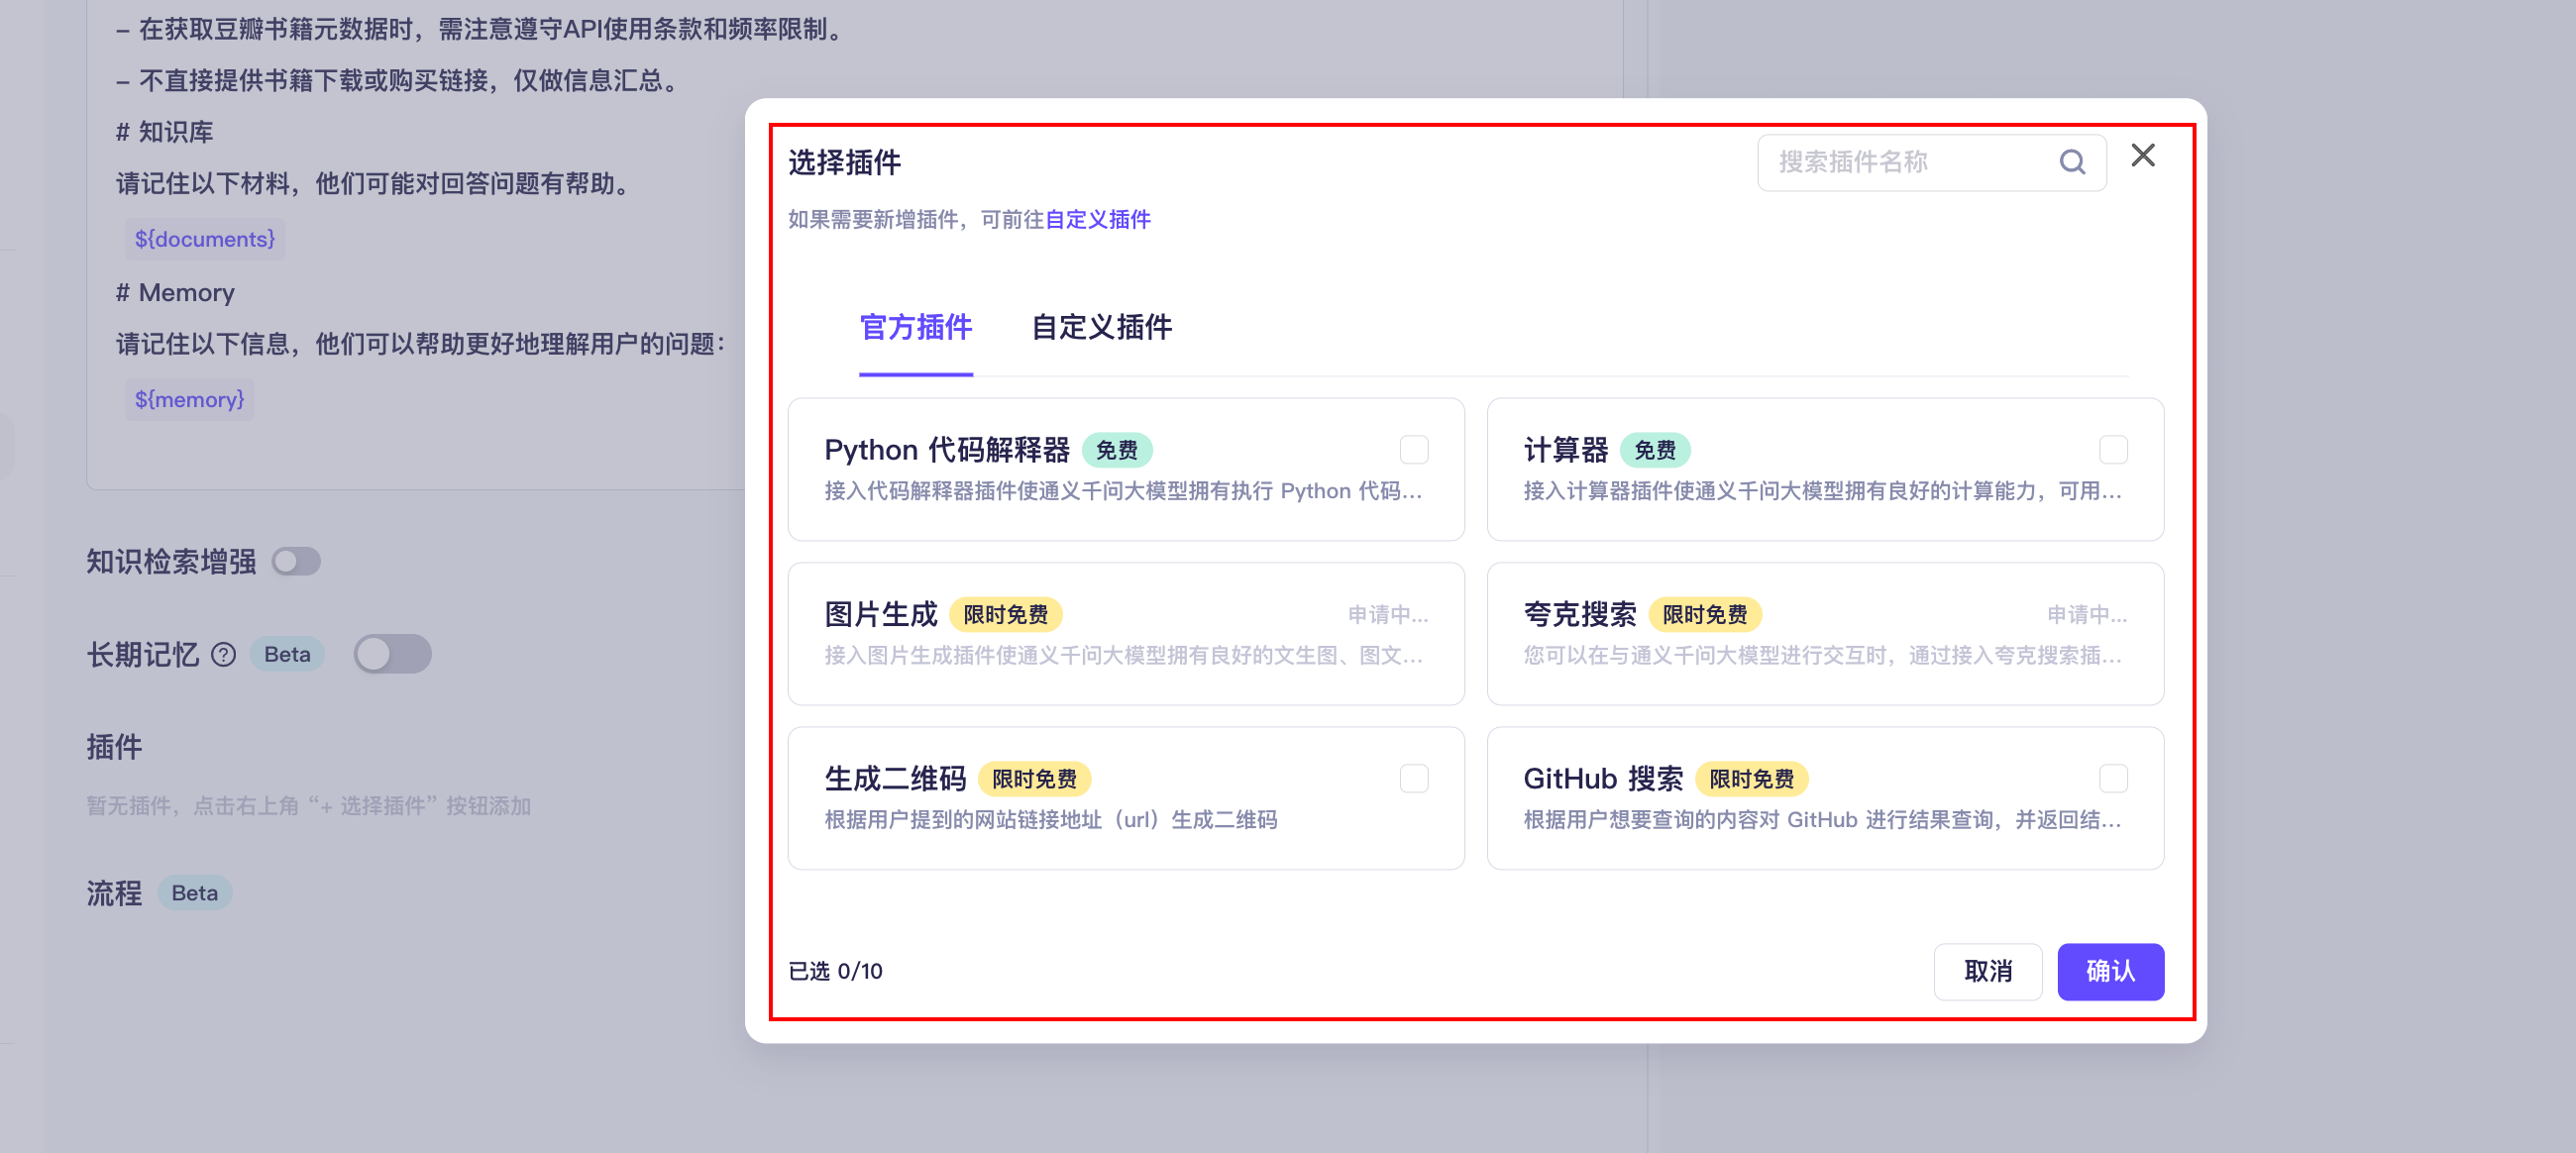 – 在获取豆瓣书籍元数据时，需注意遵守API使用条款和频率限制。
– 不直接提供书籍下载或购买链接，仅做信息汇总。
# 知识库
请记住以下材料，他们可能对回答问题有帮助。
${documents}
# Memory
请记住以下信息，他们可以帮助更好地理解用户的问题：
${memory}
知识检索增强
长期记忆 ? Beta
插件
暂无插件，点击右上角“+ 选择插件”按钮添加
流程 Beta
选择插件
搜索插件名称
如果需要新增插件，可前往自定义插件
官方插件 自定义插件
Python 代码解释器 免费
接入代码解释器插件使通义千问大模型拥有执行 Python 代码...
计算器 免费
接入计算器插件使通义千问大模型拥有良好的计算能力，可用...
图片生成 限时免费 申请中...
接入图片生成插件使通义千问大模型拥有良好的文生图、图文...
夸克搜索 限时免费 申请中...
您可以在与通义千问大模型进行交互时，通过接入夸克搜索插...
生成二维码 限时免费
根据用户提到的网站链接地址（url）生成二维码
GitHub 搜索 限时免费
根据用户想要查询的内容对 GitHub 进行结果查询，并返回结...
已选 0/10
取消 确认